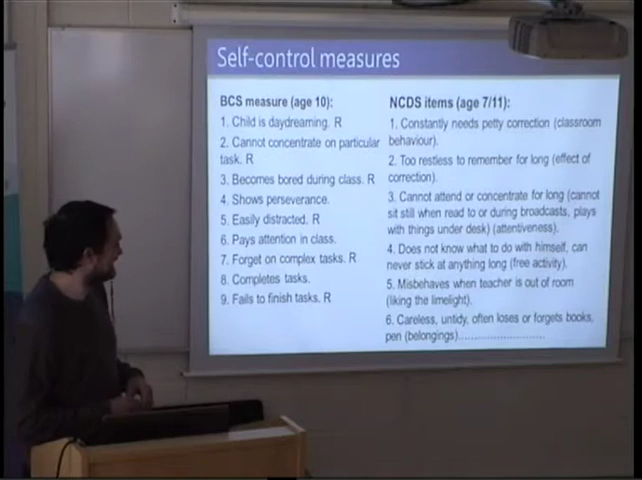 Self-control measures
BCS measure (age 10):
1. Child is daydreaming. R
2. Cannot concentrate on particular
task. R
3. Becomes bored during class. R
4. Shows perseverance.
5. Easily distracted. R
6. Pays attention in class.
7. Forget on complex tasks. R
8. Completes tasks.
9. Fails to finish tasks. R
NCDS items (age 7/11):
1. Constantly needs petty correction (classroom
behaviour).
2. Too restless to remember for long (effect of
correction).
3. Cannot attend or concentrate for long (cannot
sit still when read to or during broadcasts, plays
with things under desk) (attentiveness).
4. Does not know what to do with himself, can
never stick at anything long (free activity).
5. Misbehaves when teacher is out of room
(liking the limelight).
6. Careless, untidy, often loses or forgets books,
pen (belongings)...........................